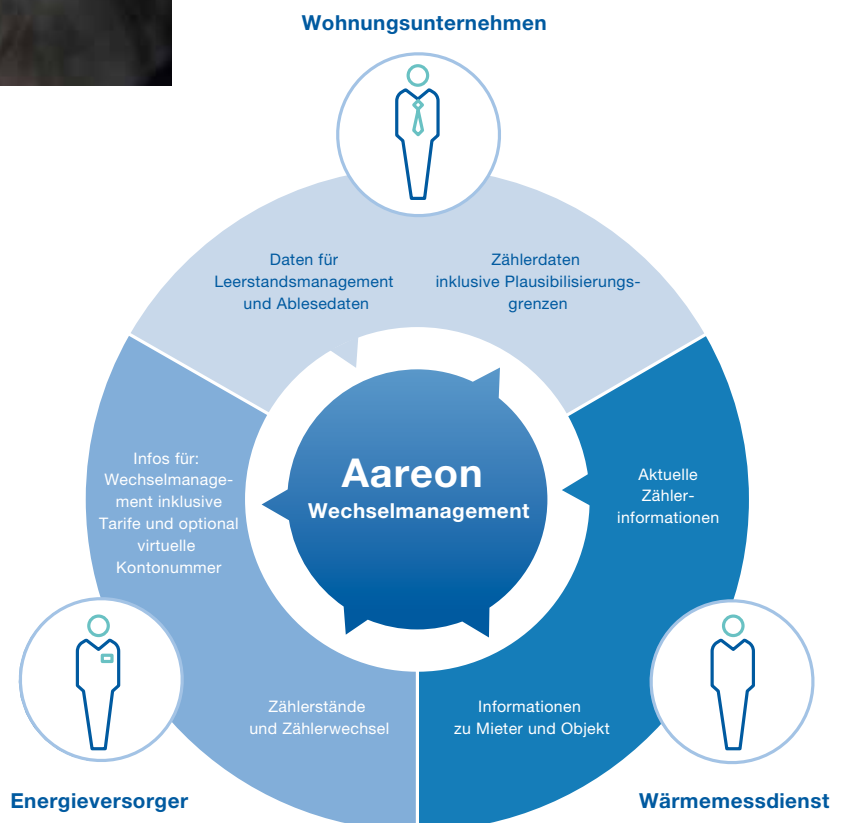 Wohnungsunternehmen
Daten für
Leerstandsmanagement
und Ablesedaten
Zählerdaten
inklusive Plausibilisierungs-
grenzen
Infos für:
Wechselmanage-
ment inklusive
Tarife und optional
virtuelle
Kontonummer
Aareon
Wechselmanagement
Aktuelle
Zähler-
informationen
Zählerstände
und Zählerwechsel
Informationen
zu Mieter und Objekt
Energieversorger
Wärmemessdienst